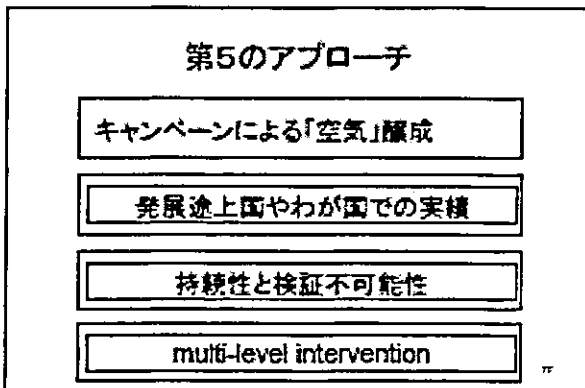 第5のアプローチ
キャンペーンによる「空気」醸成
発展途上国やわが国での実績
持続性と検証不可能性
multi-level intervention